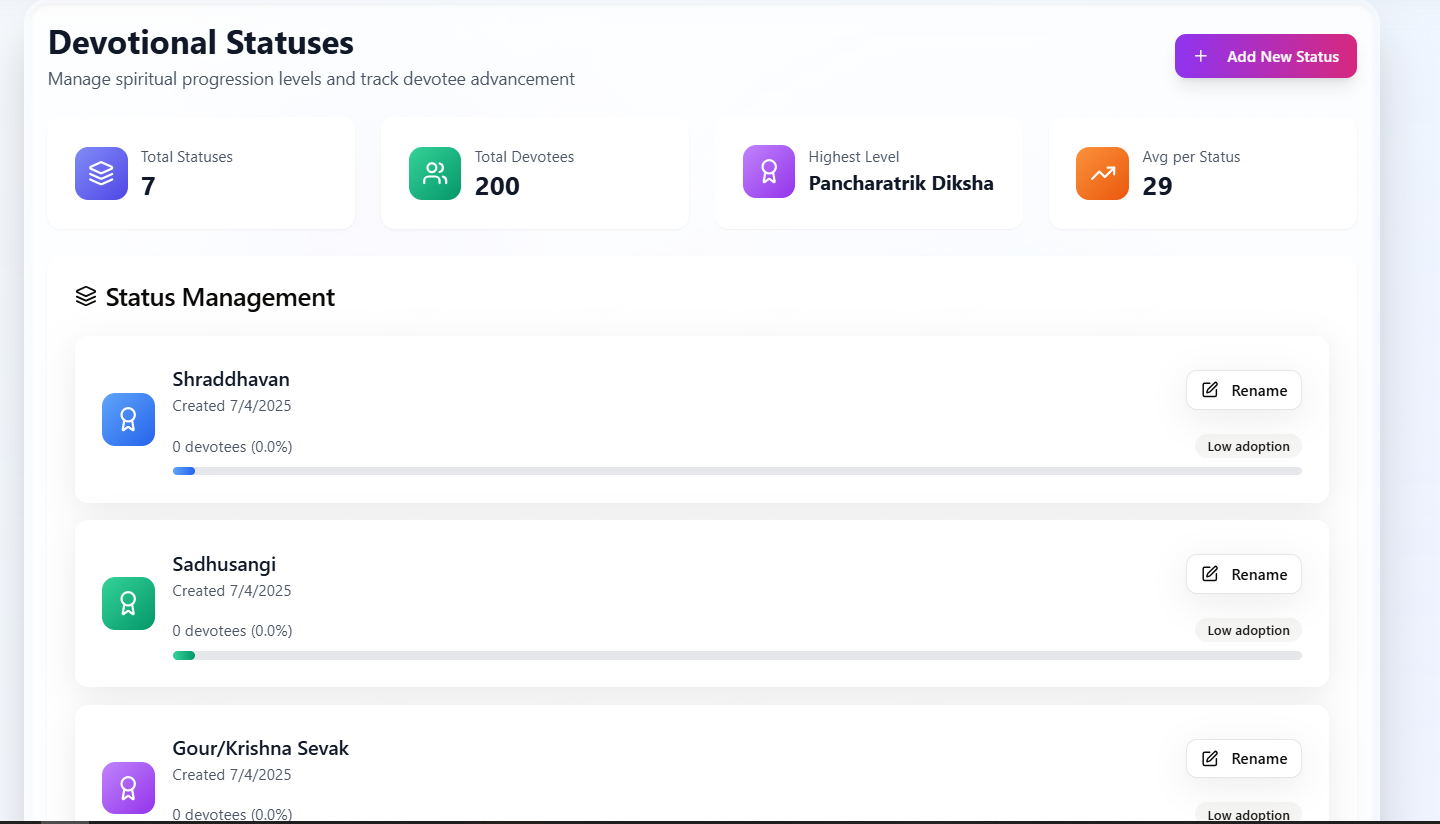 Devotional Statuses
Manage spiritual progression levels and track devotee advancement
Add New Status
Total Statuses
7
Total Devotees
200
Highest Level
Pancharatrik Diksha
Avg per Status
29
Status Management
Shraddhavan
Created 7/4/2025
Rename
0 devotees (0.0%)
Low adoption
Sadhusangi
Created 7/4/2025
Rename
0 devotees (0.0%)
Low adoption
Gour/Krishna Sevak
Created 7/4/2025
Rename
0 devotees (0.0%)
Low adoption